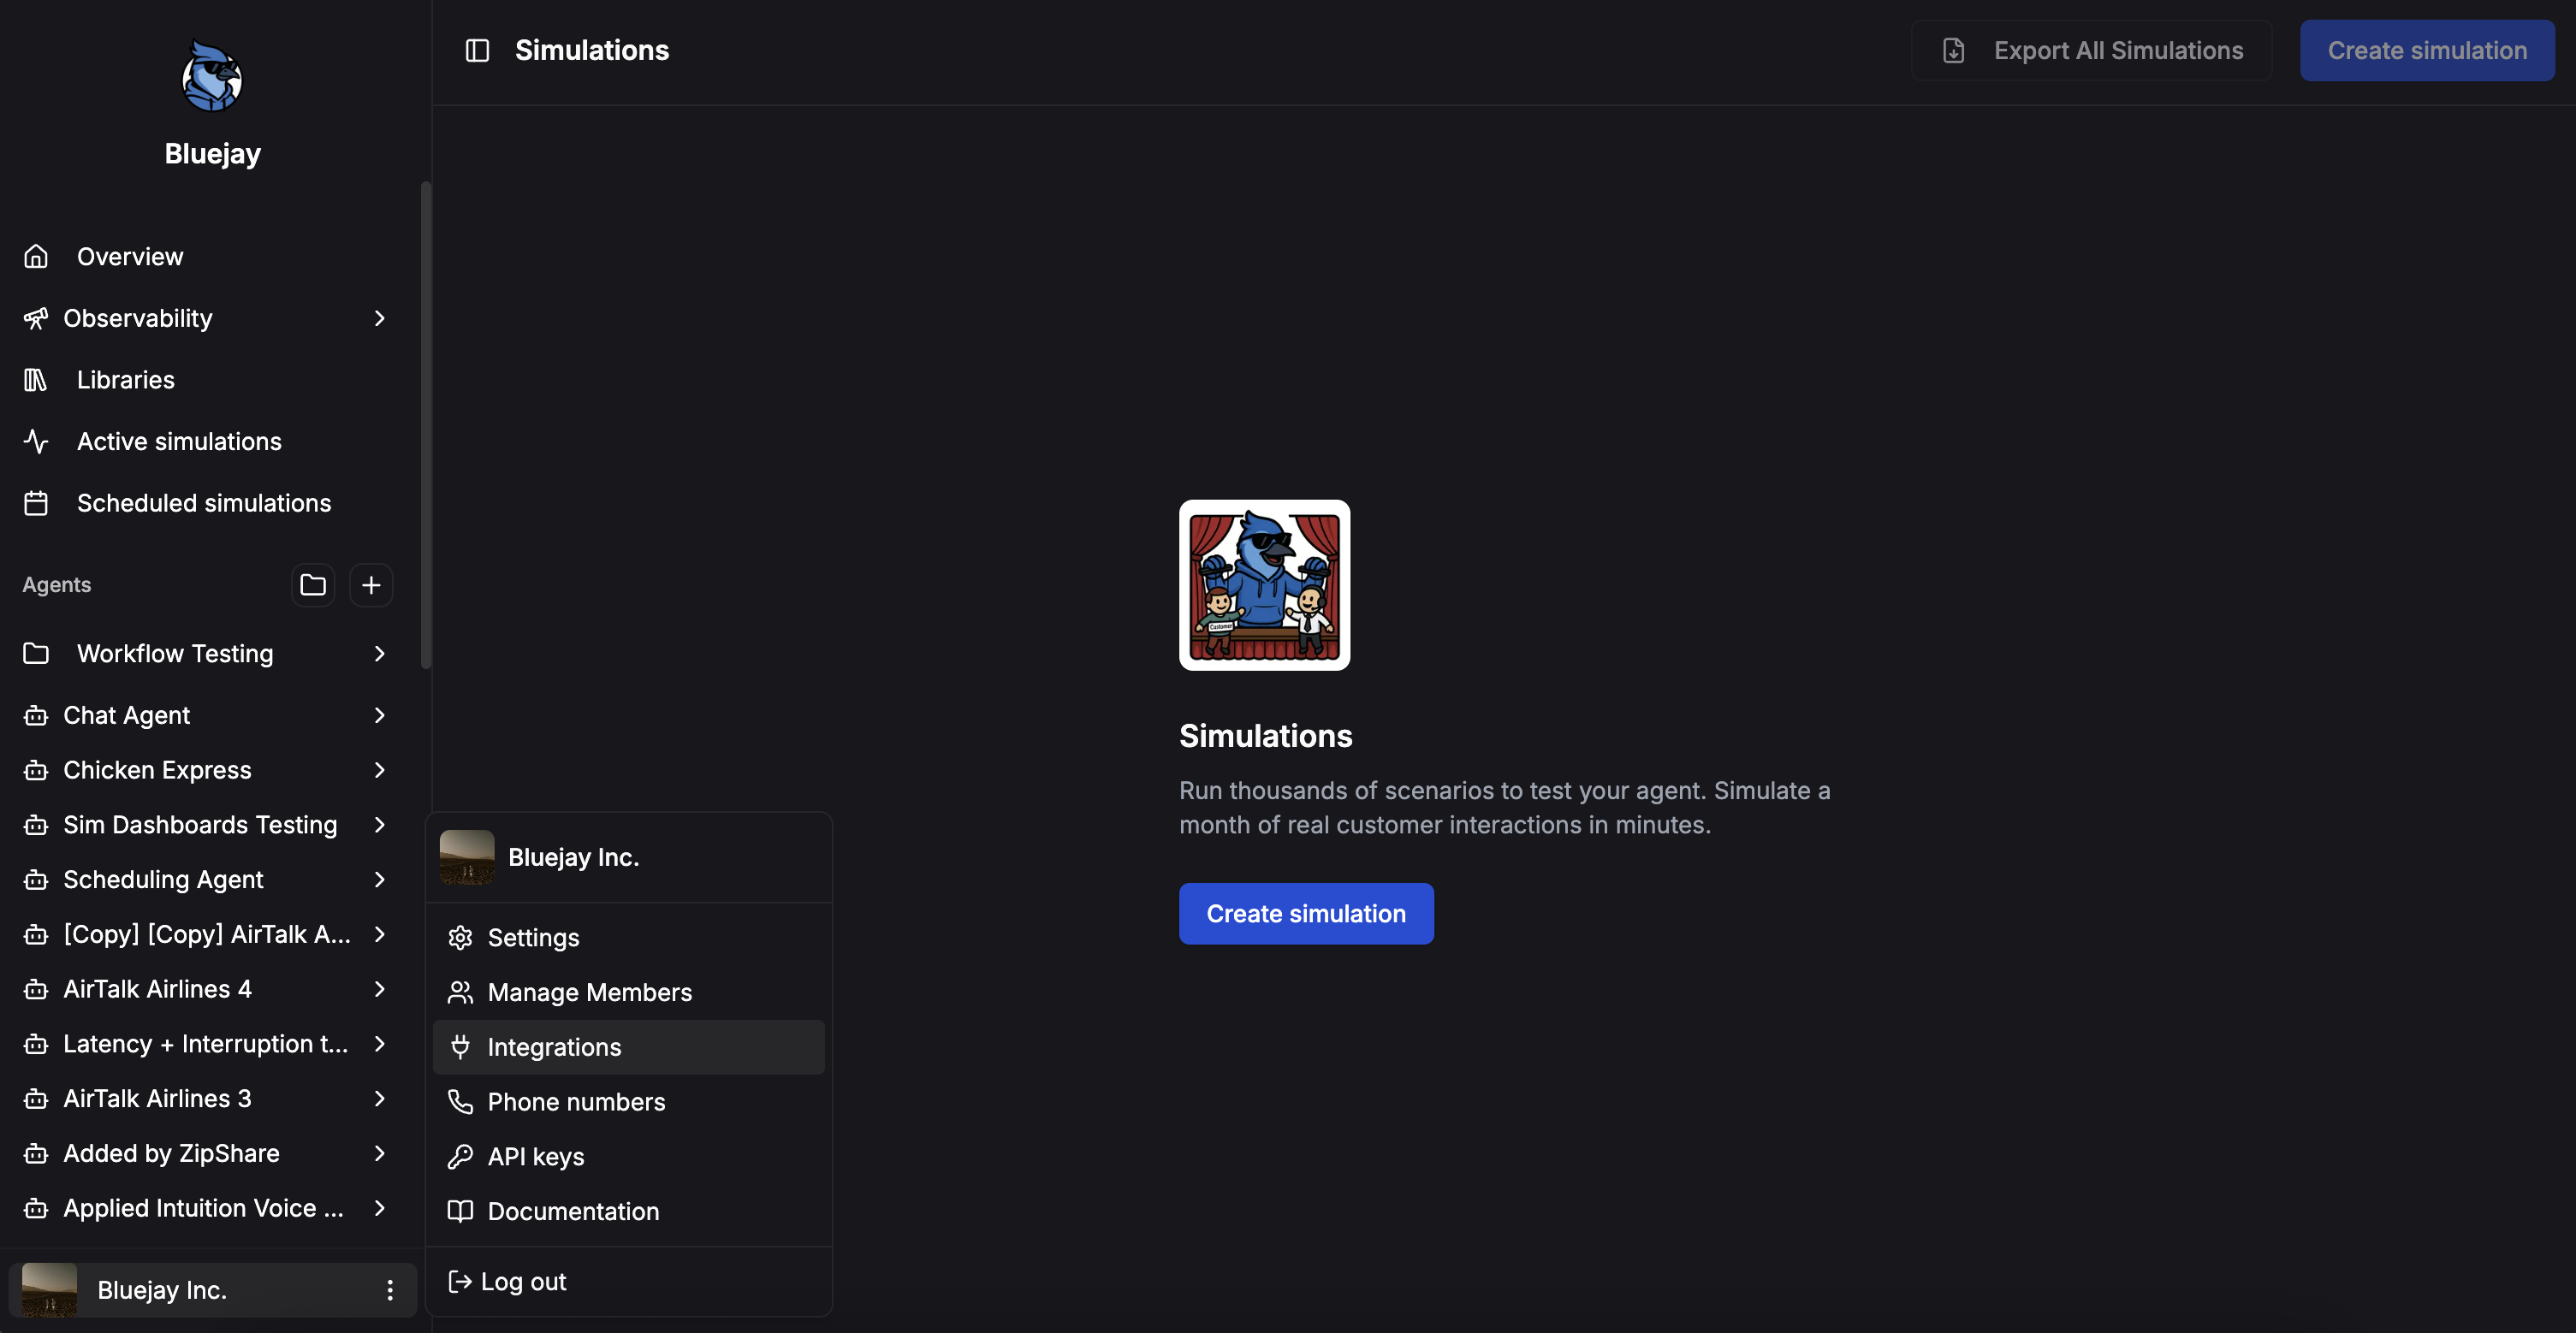 Bluejay
Overview
Observability
Libraries
Active simulations
Scheduled simulations
Agents
Workflow Testing
Chat Agent
Chicken Express
Sim Dashboards Testing
Scheduling Agent
[Copy] [Copy] AirTalk A...
AirTalk Airlines 4
Latency + Interruption t...
AirTalk Airlines 3
Added by ZipShare
Applied Intuition Voice ...
Bluejay Inc.
Bluejay Inc.
Settings
Manage Members
Integrations
Phone numbers
API keys
Documentation
Log out
Simulations
Export All Simulations
Create simulation
Customer
Simulations
Run thousands of scenarios to test your agent. Simulate a
month of real customer interactions in minutes.
Create simulation